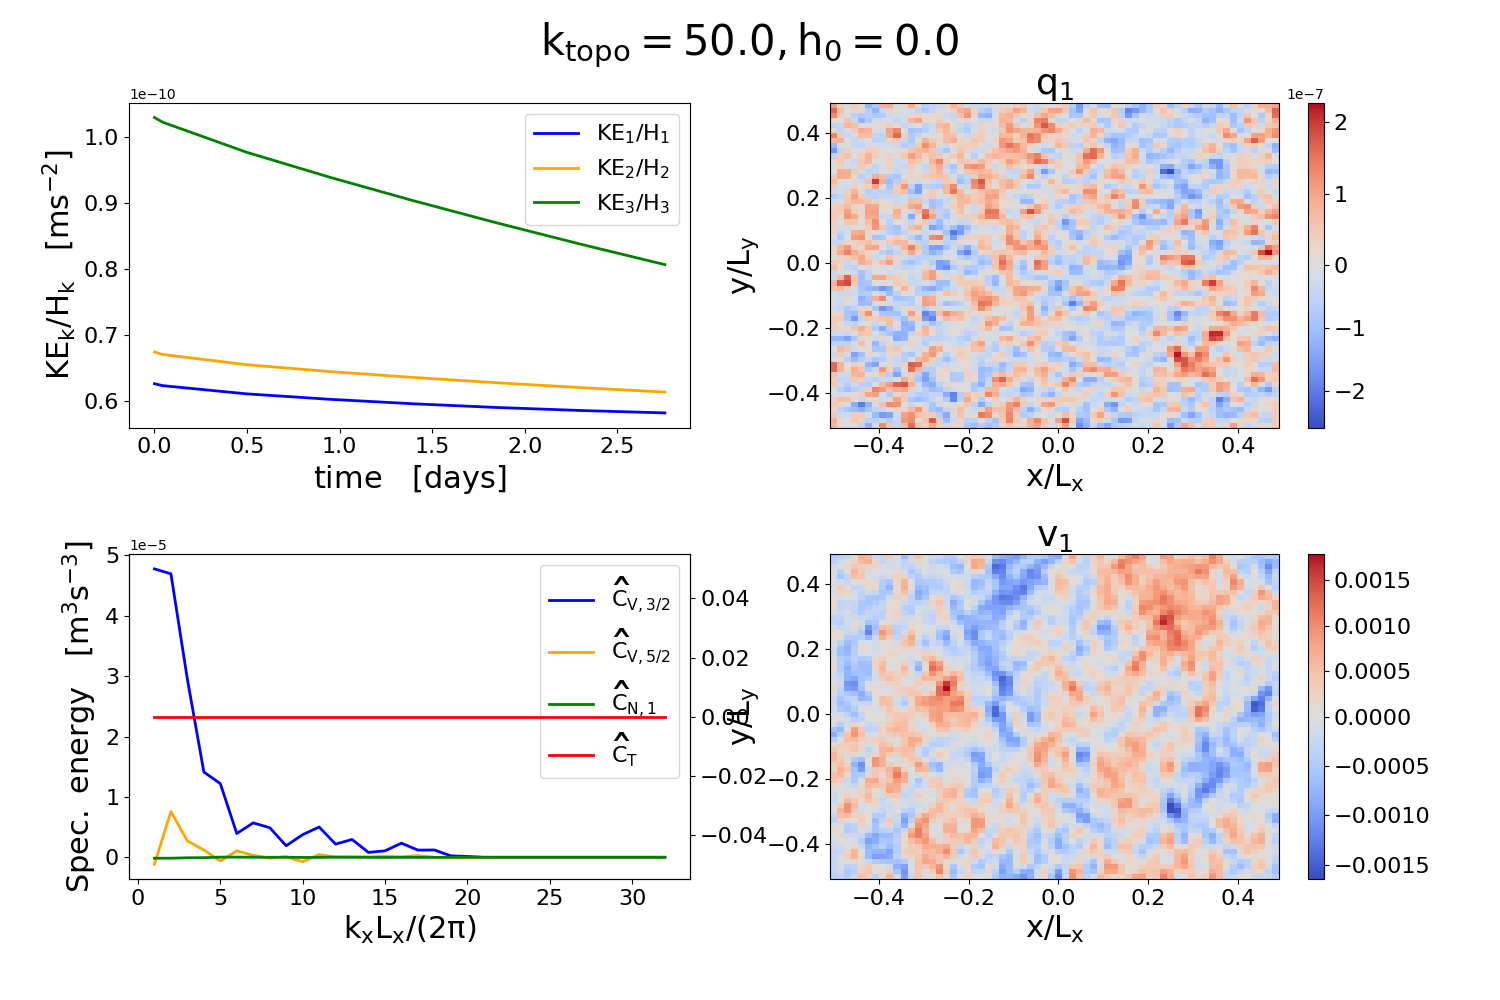 k_topo = 50.0, h_0 = 0.0
1e−10
KE_k/H_k [ms^−2]
1.0
0.9
0.8
0.7
0.6
KE_1/H_1
KE_2/H_2
KE_3/H_3
0.0 0.5 1.0 1.5 2.0 2.5
time [days]
q_1
y/L_y
0.4
0.2
0.0
−0.2
−0.4
−0.4 −0.2 0.0 0.2 0.4
x/L_x
1e−7
2
1
0
−1
−2
1e−5
Spec. energy [m^3s^−3]
5
4
3
2
1
0
Ĉ_V, 3/2
Ĉ_V, 5/2
Ĉ_N, 1
Ĉ_T
0.04
0.02
0.00
−0.02
−0.04
0 5 10 15 20 25 30
k_xL_x/(2π)
v_1
y/L_y
0.4
0.2
0.0
−0.2
−0.4
−0.4 −0.2 0.0 0.2 0.4
x/L_x
0.0015
0.0010
0.0005
0.0000
−0.0005
−0.0010
−0.0015